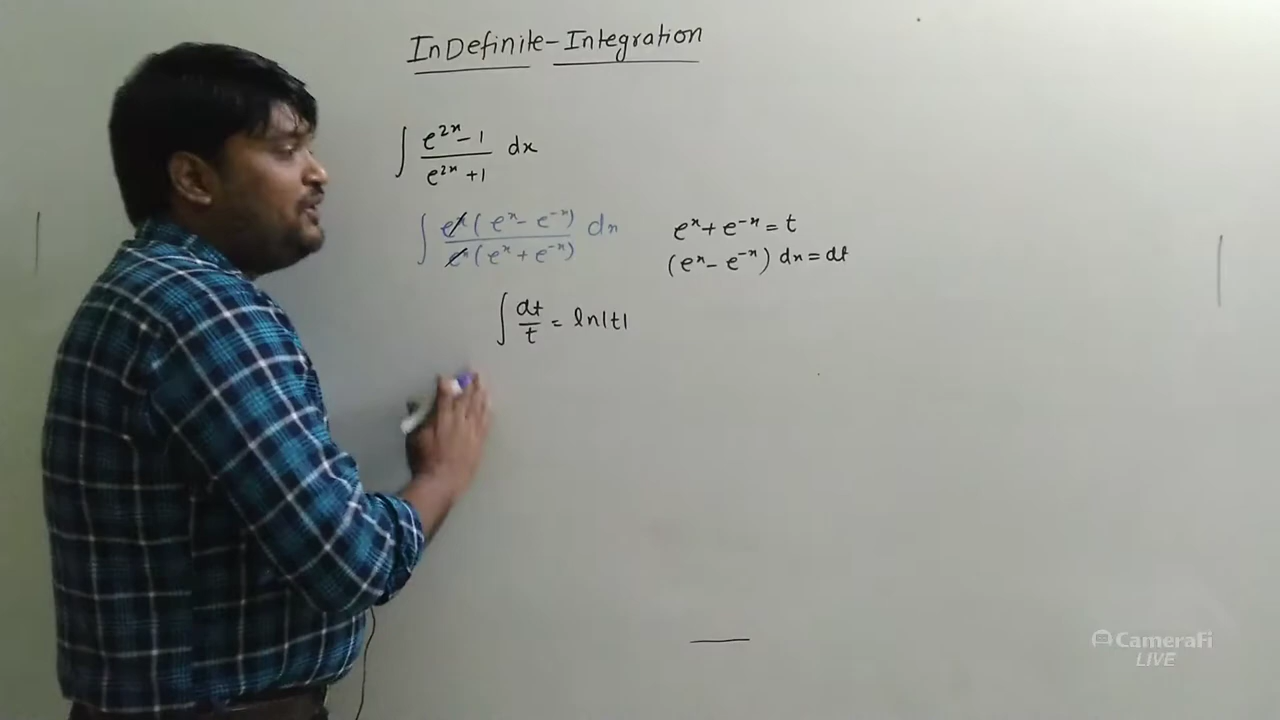 InDefinite-Integration
∫ (e^{2x} - 1)/(e^{2x} + 1) dx
∫ e^x(e^x - e^{-x})/e^x(e^x + e^{-x}) dx
e^x + e^{-x} = t
(e^x - e^{-x}) dx = dt
∫ dt/t = ln|t|
CameraFi
LIVE